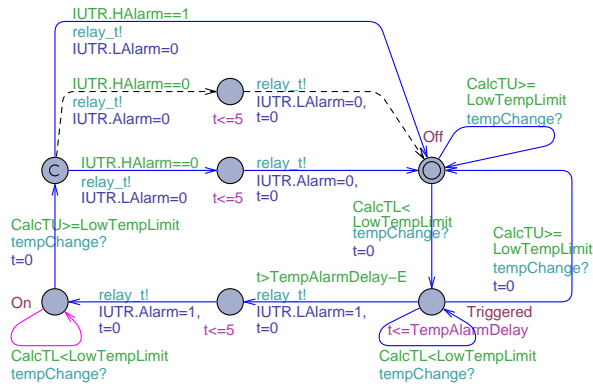 IUTR.HAlarm==1
relay_t!
IUTR.LAlarm=0
IUTR.HAlarm==0
relay_t!
IUTR.Alarm=0
t<=5
relay_t!
IUTR.LAlarm=0,
t=0
CalcTU>=
LowTempLimit
tempChange?
Off
C
IUTR.HAlarm==0
relay_t!
IUTR.LAlarm=0
t<=5
relay_t!
IUTR.Alarm=0,
t=0
CalcTU>=LowTempLimit
tempChange?
t=0
CalcTL<
LowTempLimit
tempChange?
t=0
CalcTU>=
LowTempLimit
tempChange?
t=0
On
relay_t!
IUTR.Alarm=1,
t=0
t<=5
t>TempAlarmDelay−E
relay_t!
IUTR.LAlarm=1,
t=0
Triggered
t<=TempAlarmDelay
CalcTL<LowTempLimit
tempChange?
CalcTL<LowTempLimit
tempChange?